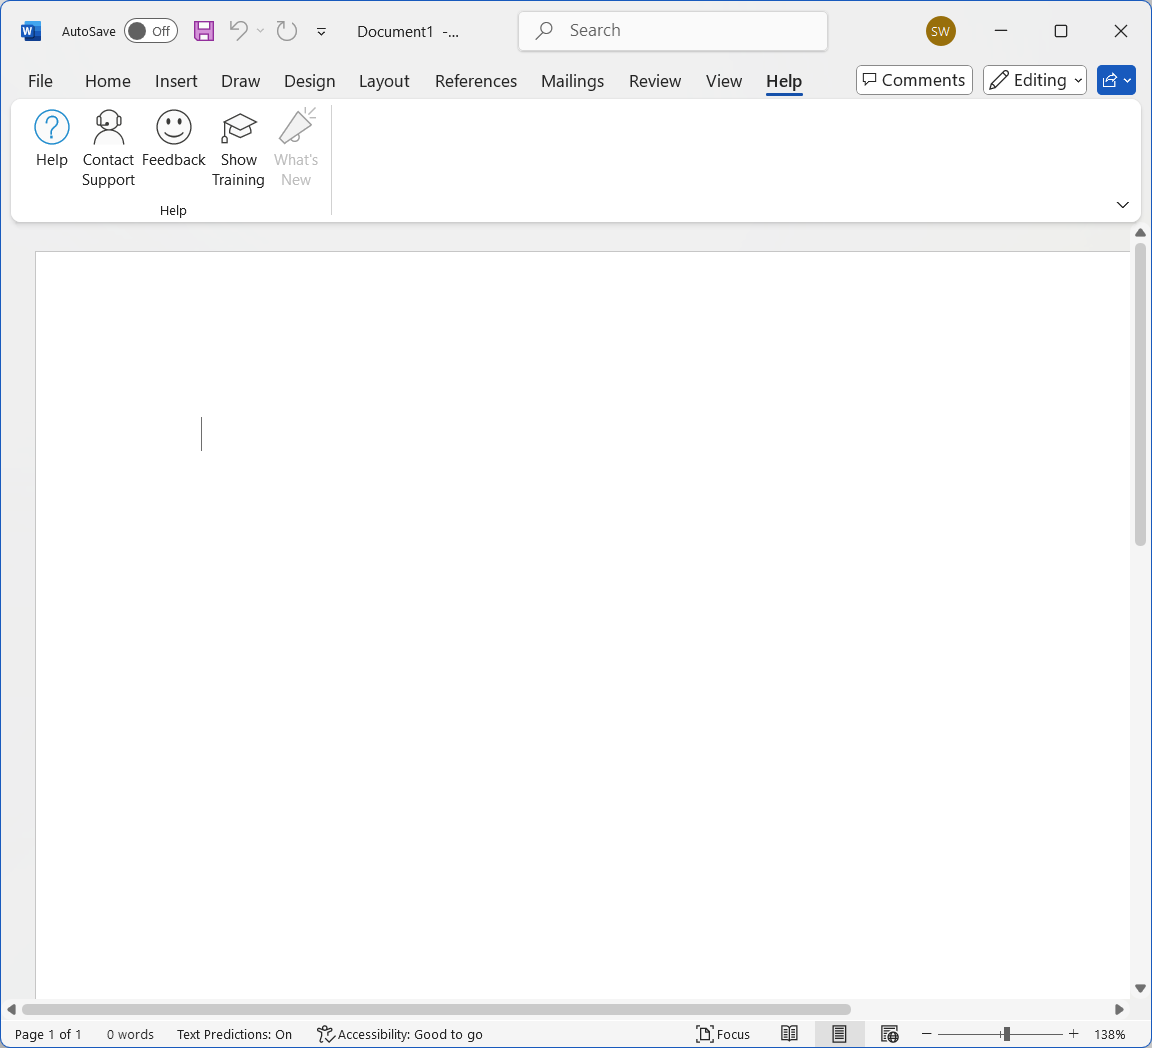 W AutoSave Off Document1 -... Search SW
File Home Insert Draw Design Layout References Mailings Review View Help Comments Editing
Help Contact Support Feedback Show Training What's New
Help
Page 1 of 1 0 words Text Predictions: On Accessibility: Good to go Focus 138%